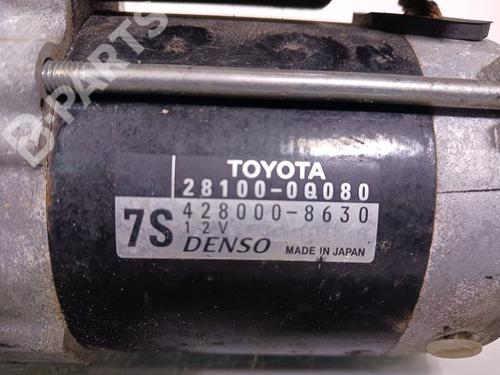 B-PARTS
TOYOTA
28100-0Q080
7S 428000-8630
12V
DENSO MADE IN JAPAN